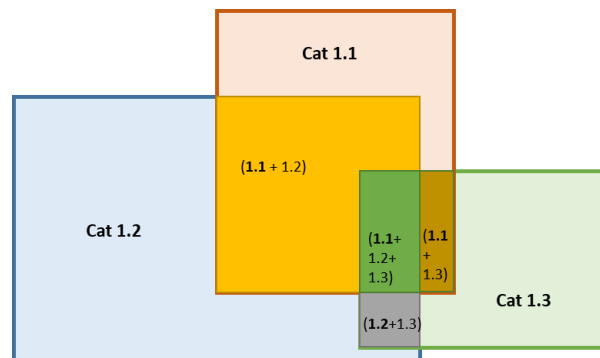 Cat 1.1
(1.1 + 1.2)
Cat 1.2
(1.1+
1.2+
1.3)
(1.1
+
1.3)
Cat 1.3
(1.2+1.3)